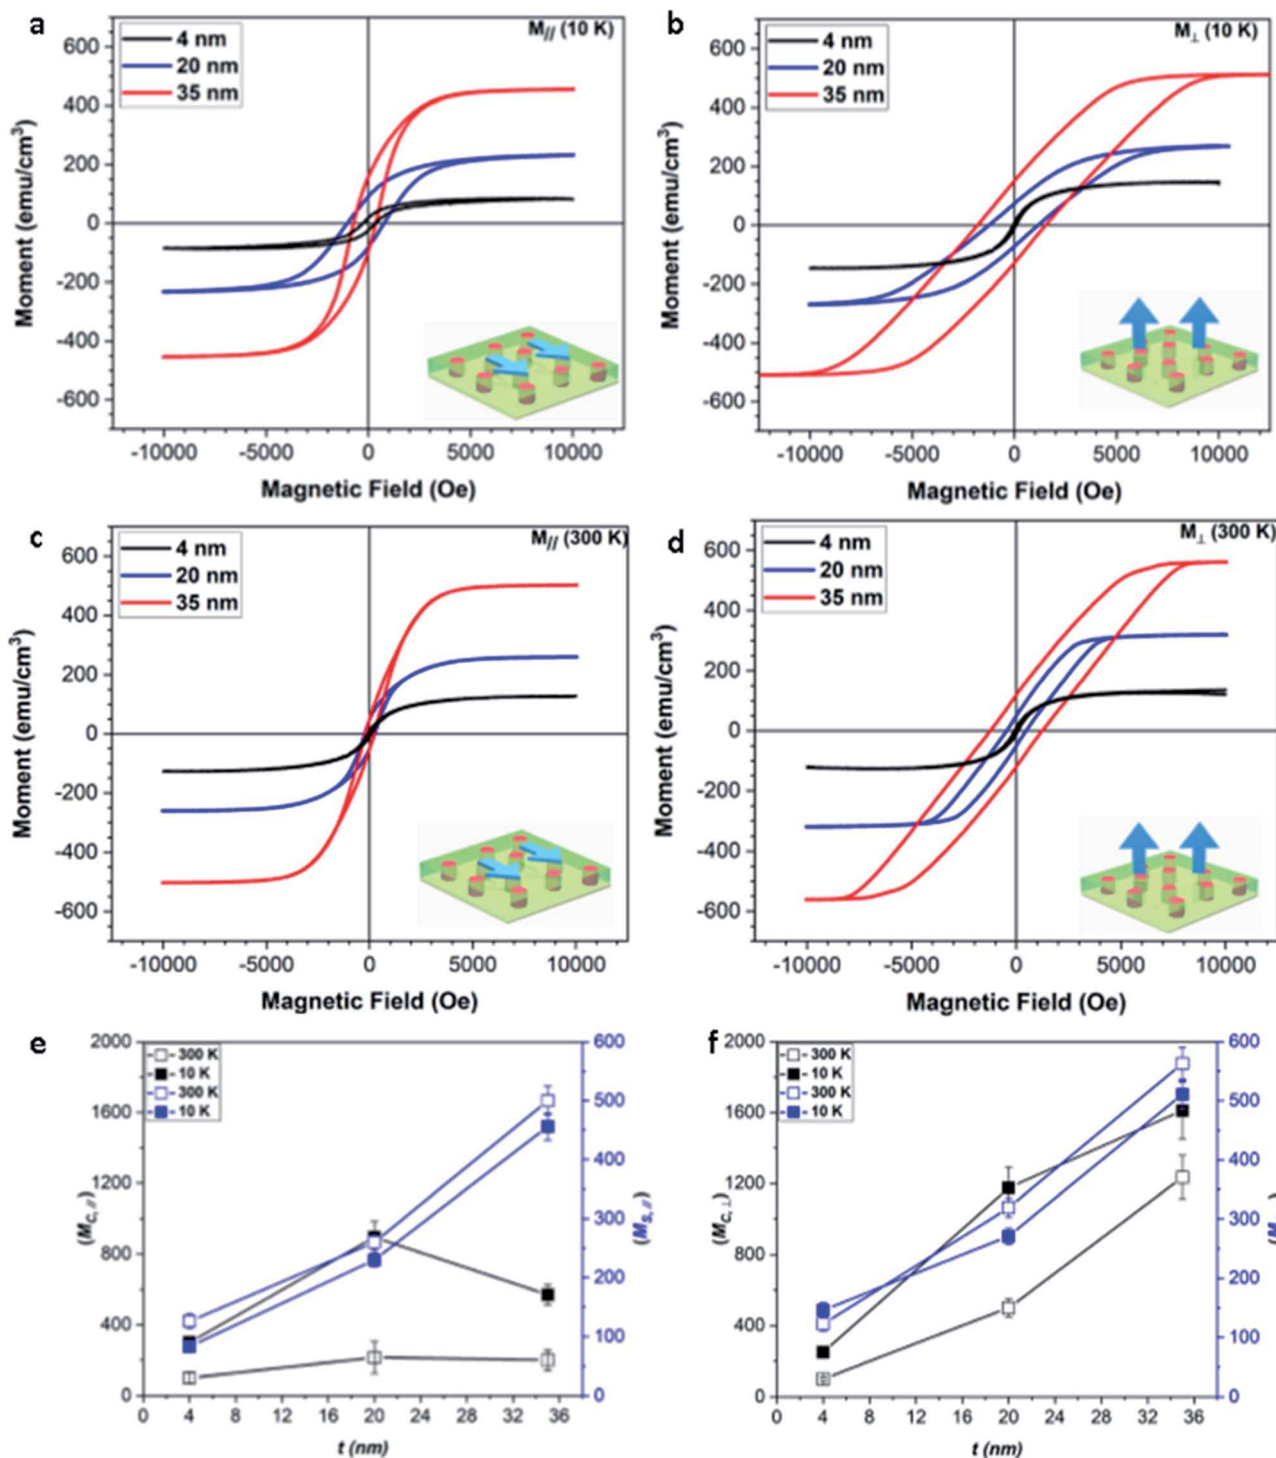 a
M// (10 K)
4 nm
20 nm
35 nm
600
400
200
0
-200
-400
-600
-10000 -5000 0 5000 10000
Moment (emu/cm³)
Magnetic Field (Oe)
b
M⊥ (10 K)
4 nm
20 nm
35 nm
600
400
200
0
-200
-400
-600
-10000 -5000 0 5000 10000
Moment (emu/cm³)
Magnetic Field (Oe)
c
M// (300 K)
4 nm
20 nm
35 nm
600
400
200
0
-200
-400
-600
-10000 -5000 0 5000 10000
Moment (emu/cm³)
Magnetic Field (Oe)
d
M⊥ (300 K)
4 nm
20 nm
35 nm
600
400
200
0
-200
-400
-600
-10000 -5000 0 5000 10000
Moment (emu/cm³)
Magnetic Field (Oe)
e
300 K
10 K
300 K
10 K
2000
1600
1200
800
400
0
(Mc,//)
600
500
400
300
200
100
0
(Ms,//)
0 4 8 12 16 20 24 28 32 36
t (nm)
f
300 K
10 K
300 K
10 K
2000
1600
1200
800
400
0
(Mc,⊥)
600
500
400
300
200
100
0
0 4 8 12 16 20 24 28 32 36
t (nm)